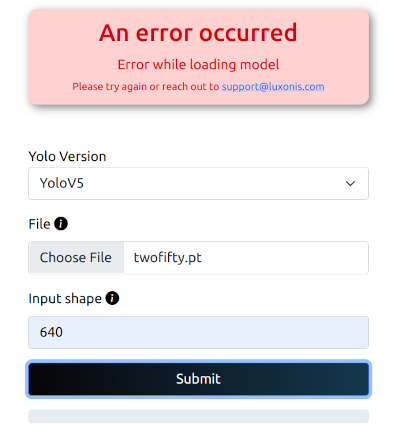 An error occurred
Error while loading model
Please try again or reach out to support@luxonis.com
Yolo Version
YoloV5
File
Choose File twofifty.pt
Input shape
640
Submit